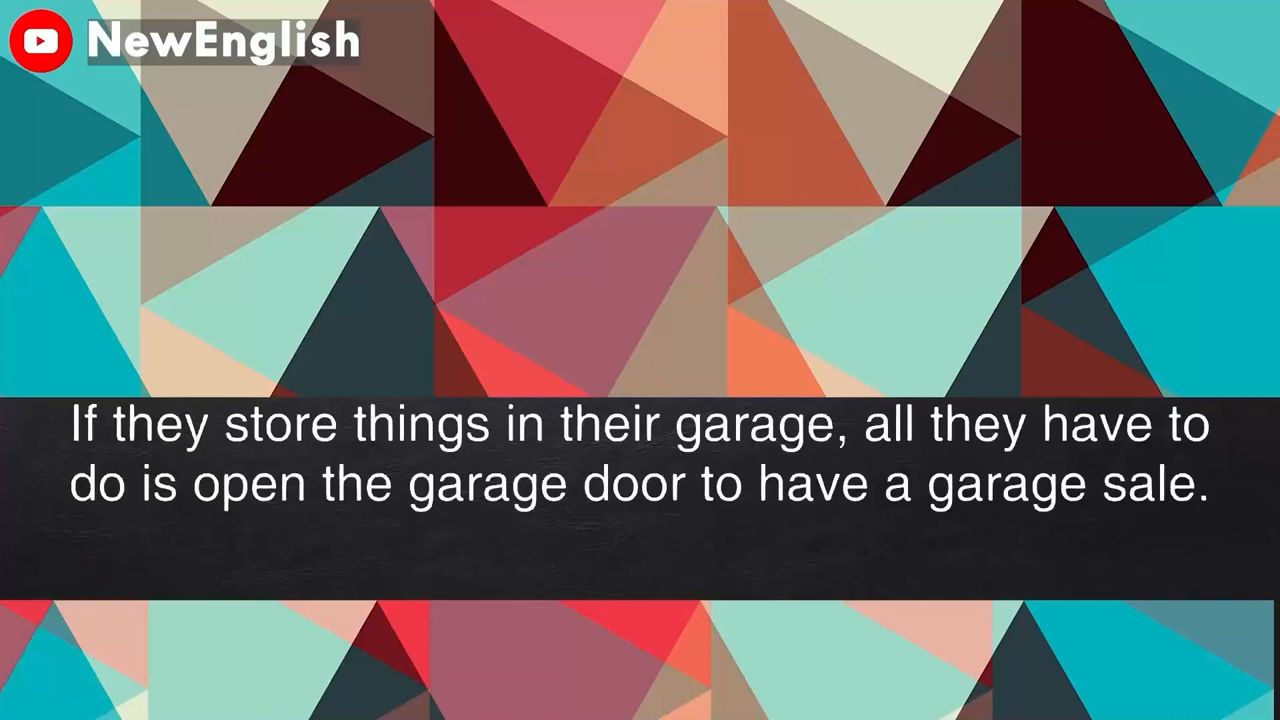 NewEnglish
If they store things in their garage, all they have to
do is open the garage door to have a garage sale.